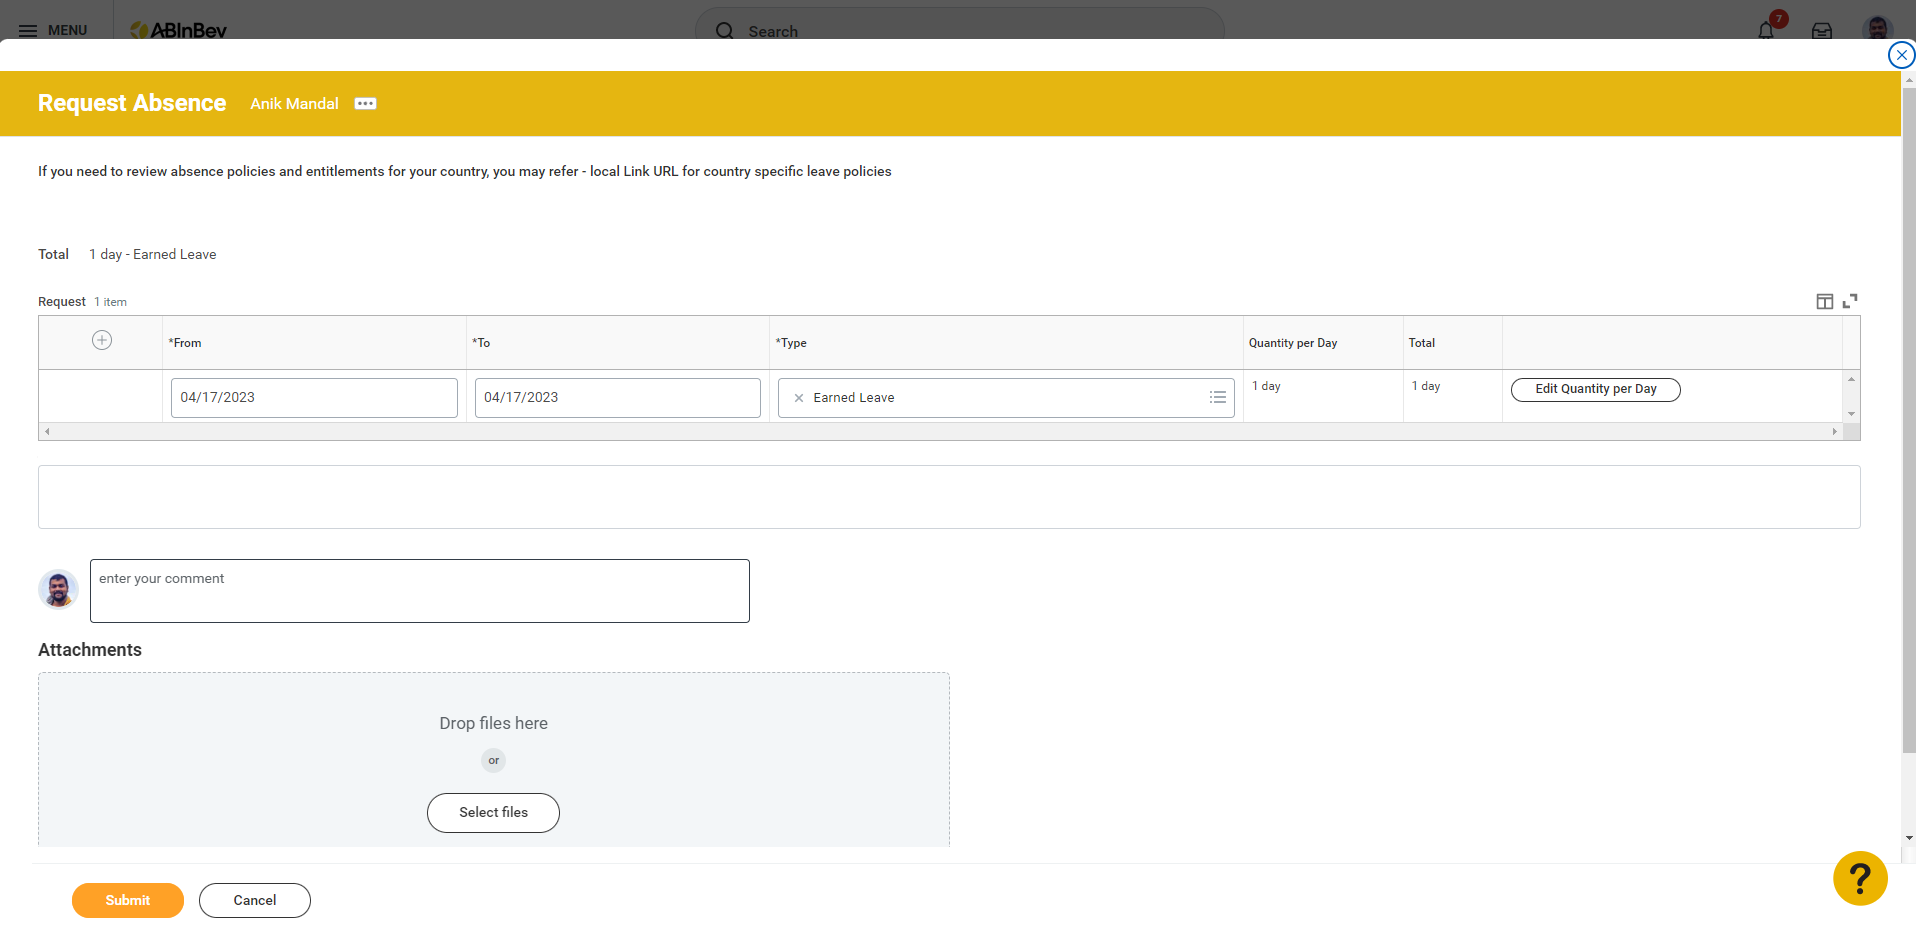 MENU
ABInBev
Search
7
Request Absence Anik Mandal
If you need to review absence policies and entitlements for your country, you may refer - local Link URL for country specific leave policies
Total 1 day - Earned Leave
Request 1 item
*From *To *Type Quantity per Day Total
04/17/2023 04/17/2023 Earned Leave 1 day 1 day Edit Quantity per Day
enter your comment
Attachments
Drop files here
or
Select files
Submit Cancel
?